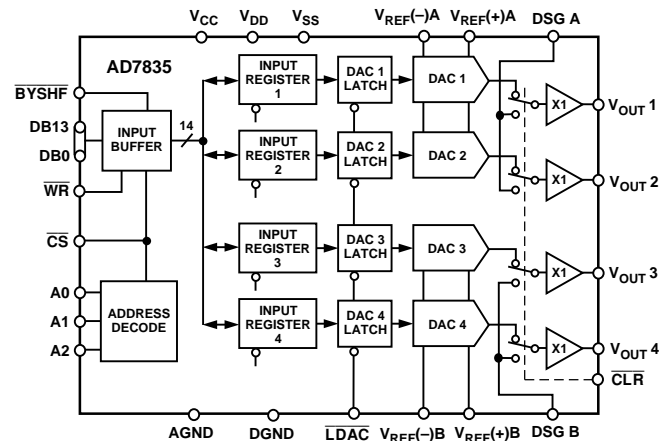 VCC VDD VSS VREF(–)A VREF(+)A DSG A
AD7835
BYSHF
DB13
DB0
WR
CS
A0
A1
A2
INPUT
BUFFER
14
ADDRESS
DECODE
INPUT
REGISTER
1
DAC 1
LATCH
DAC 1
X1
VOUT 1
INPUT
REGISTER
2
DAC 2
LATCH
DAC 2
X1
VOUT 2
INPUT
REGISTER
3
DAC 3
LATCH
DAC 3
X1
VOUT 3
INPUT
REGISTER
4
DAC 4
LATCH
DAC 4
X1
VOUT 4
CLR
AGND DGND LDAC VREF(–)B VREF(+)B DSG B